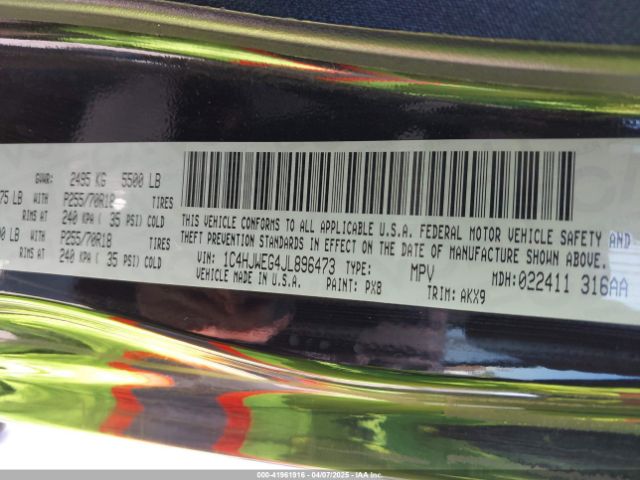 GVWR: 2495 KG 5500 LB
75 LB WITH P255/70R18 TIRES
RIMS AT 240 KPA ( 35 PSI) COLD
00 LB WITH P255/70R18 TIRES
RIMS AT 240 KPA ( 35 PSI) COLD
THIS VEHICLE CONFORMS TO ALL APPLICABLE U.S.A. FEDERAL MOTOR VEHICLE SAFETY AND
THEFT PREVENTION STANDARDS IN EFFECT ON THE DATE OF MANUFACTURE SHOWN ABOVE.
VIN: 1C4HJWEG4JL896473 TYPE: MPV MDH: 022411 316AA
VEHICLE MADE IN U.S.A. PAINT: PX8 TRIM: AKX9
000-41961916 - 04/07/2025 - IAAI.COM